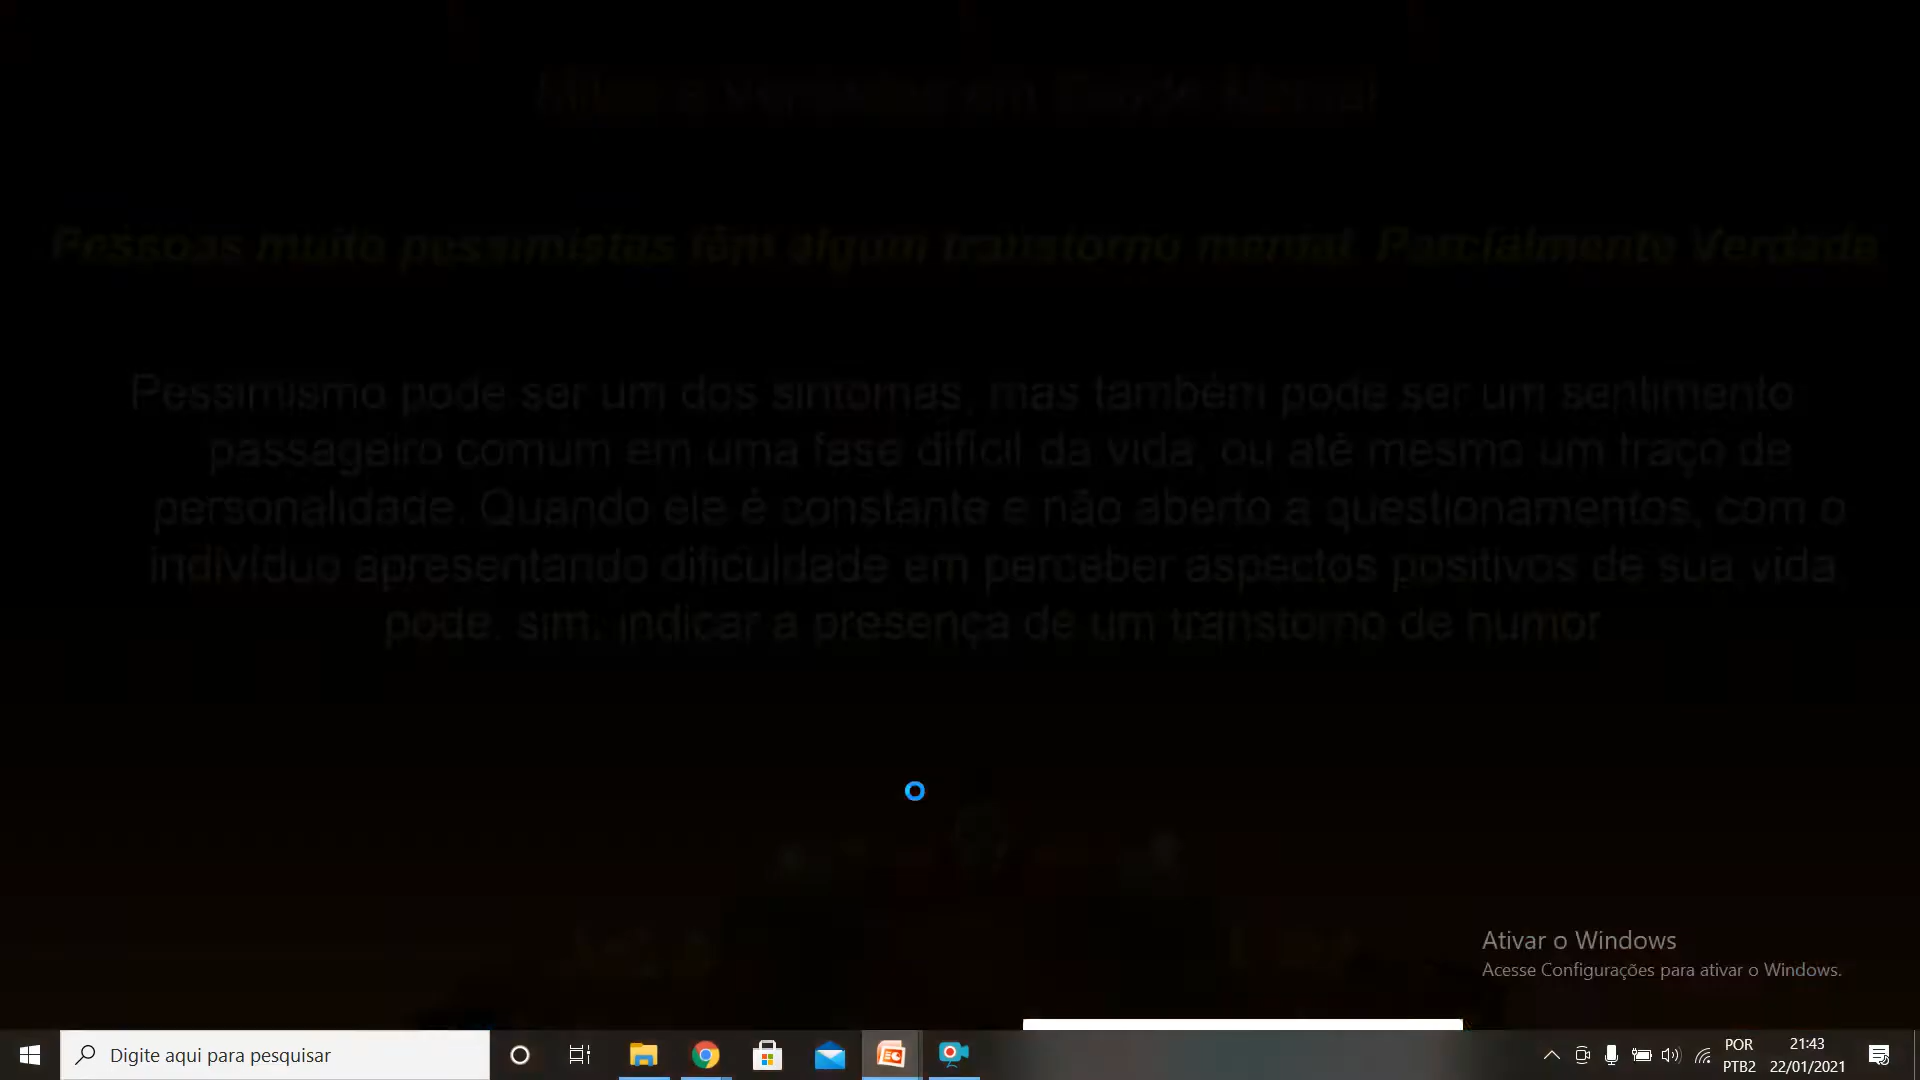 Mitos e Verdades em Saúde Mental
Pessoas muito pessimistas têm algum transtorno mental. Parcialmente Verdade
Pessimismo pode ser um dos sintomas, mas também pode ser um sentimento
passageiro comum em uma fase difícil da vida, ou até mesmo um traço de
personalidade. Quando ele é constante e não aberto a questionamentos, com o
indivíduo apresentando dificuldade em perceber aspectos positivos de sua vida
pode, sim, indicar a presença de um transtorno de humor
Ativar o Windows
Acesse Configurações para ativar o Windows.
Digite aqui para pesquisar
POR
PTB2
21:43
22/01/2021